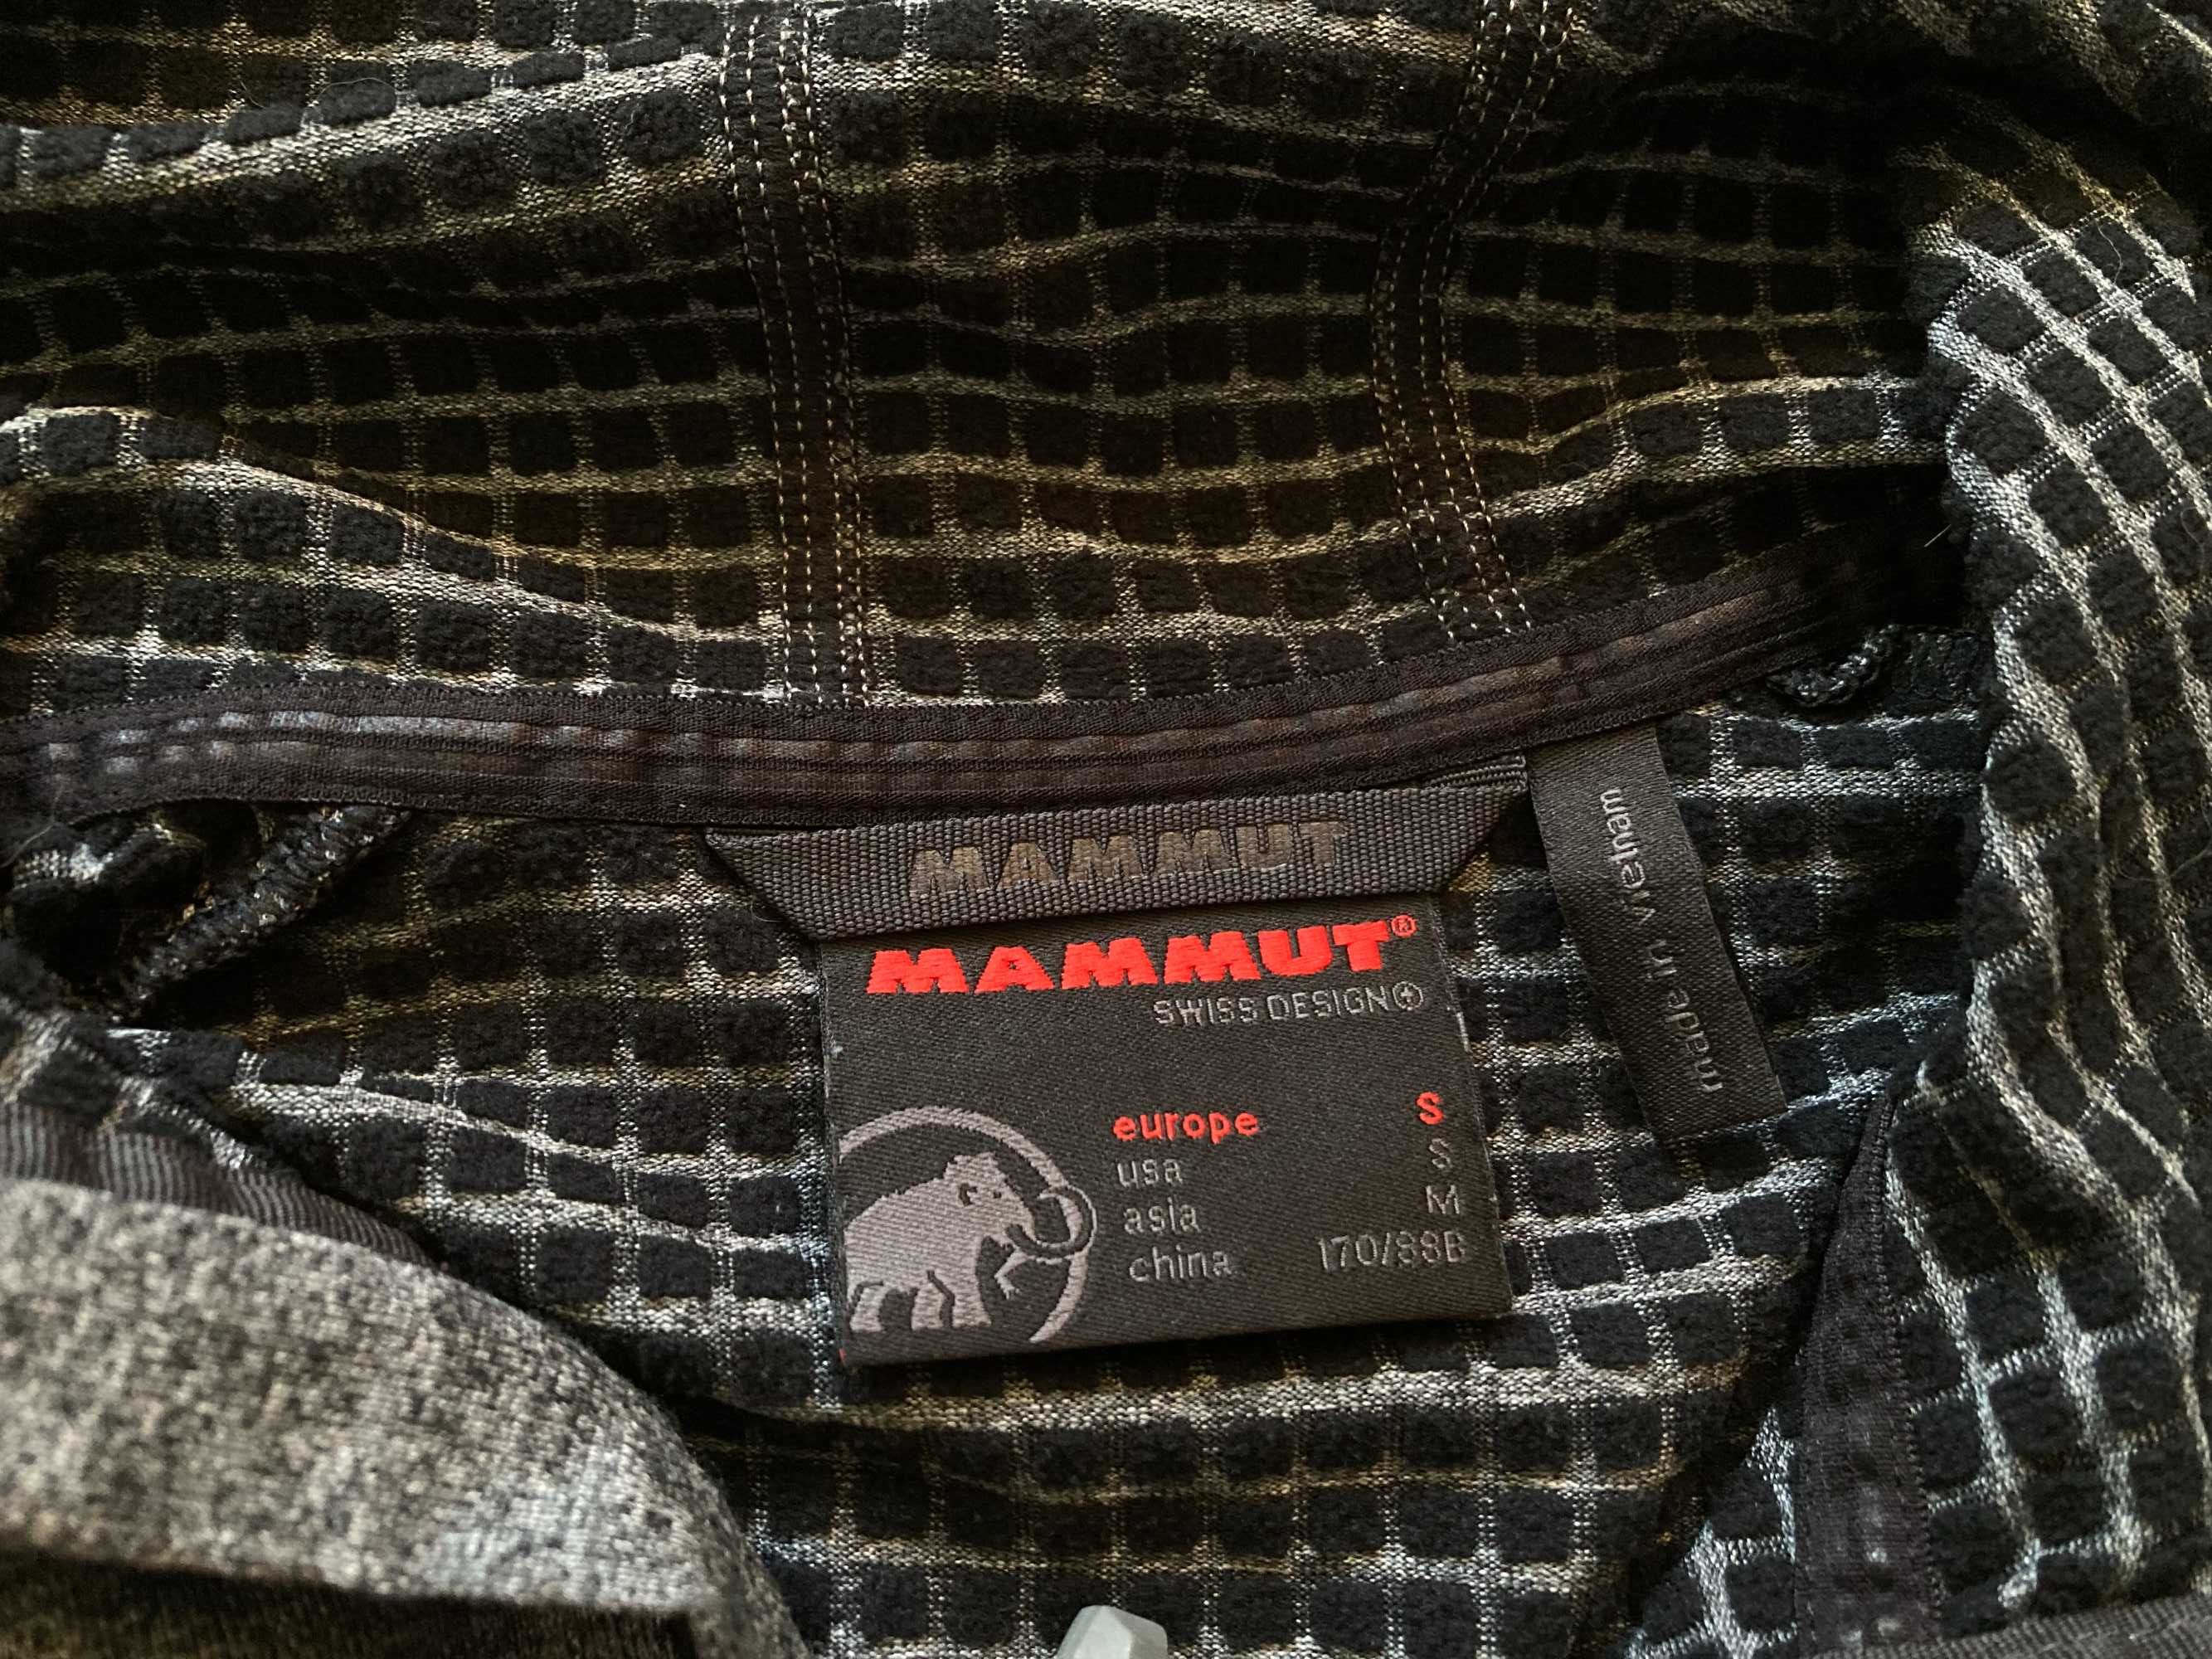 MAMMUT
MAMMUT®
SWISS DESIGN
europe S
usa S
asia M
china 170/88B
made in vietnam